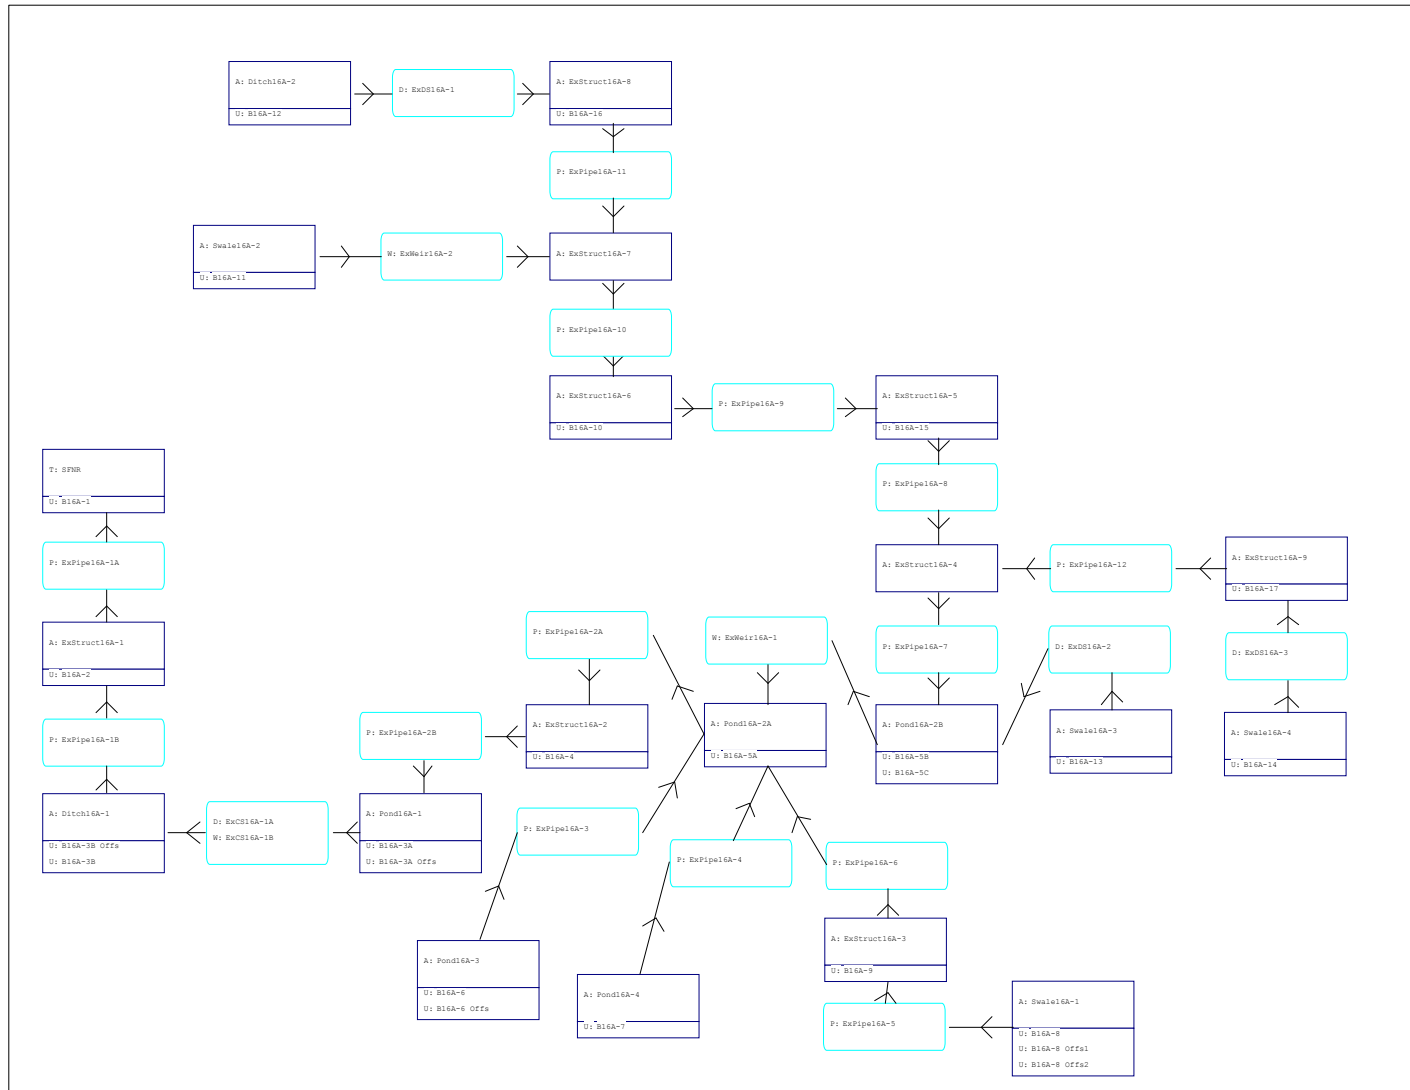 A: Ditch16A-2
U: B16A-12
D: ExDS16A-1
A: ExStruct16A-8
U: B16A-16
P: ExPipe16A-11
A: Swale16A-2
U: B16A-11
W: ExWeir16A-2
A: ExStruct16A-7
P: ExPipe16A-10
A: ExStruct16A-6
U: B16A-10
P: ExPipe16A-9
A: ExStruct16A-5
U: B16A-15
P: ExPipe16A-8
T: SFNR
U: B16A-1
P: ExPipe16A-1A
A: ExStruct16A-4
P: ExPipe16A-12
A: ExStruct16A-9
U: B16A-17
A: ExStruct16A-1
U: B16A-2
P: ExPipe16A-2A
W: ExWeir16A-1
P: ExPipe16A-7
D: ExDS16A-2
D: ExDS16A-3
P: ExPipe16A-1B
P: ExPipe16A-2B
A: ExStruct16A-2
U: B16A-4
A: Pond16A-2A
U: B16A-5A
A: Pond16A-2B
U: B16A-5B
U: B16A-5C
A: Swale16A-3
U: B16A-13
A: Swale16A-4
U: B16A-14
A: Ditch16A-1
U: B16A-3B Offs
U: B16A-3B
D: ExCS16A-1A
W: ExCS16A-1B
A: Pond16A-1
U: B16A-3A
U: B16A-3A Offs
P: ExPipe16A-3
P: ExPipe16A-4
P: ExPipe16A-6
A: Pond16A-3
U: B16A-6
U: B16A-6 Offs
A: Pond16A-4
U: B16A-7
A: ExStruct16A-3
U: B16A-9
P: ExPipe16A-5
A: Swale16A-1
U: B16A-8
U: B16A-8 Offs1
U: B16A-8 Offs2